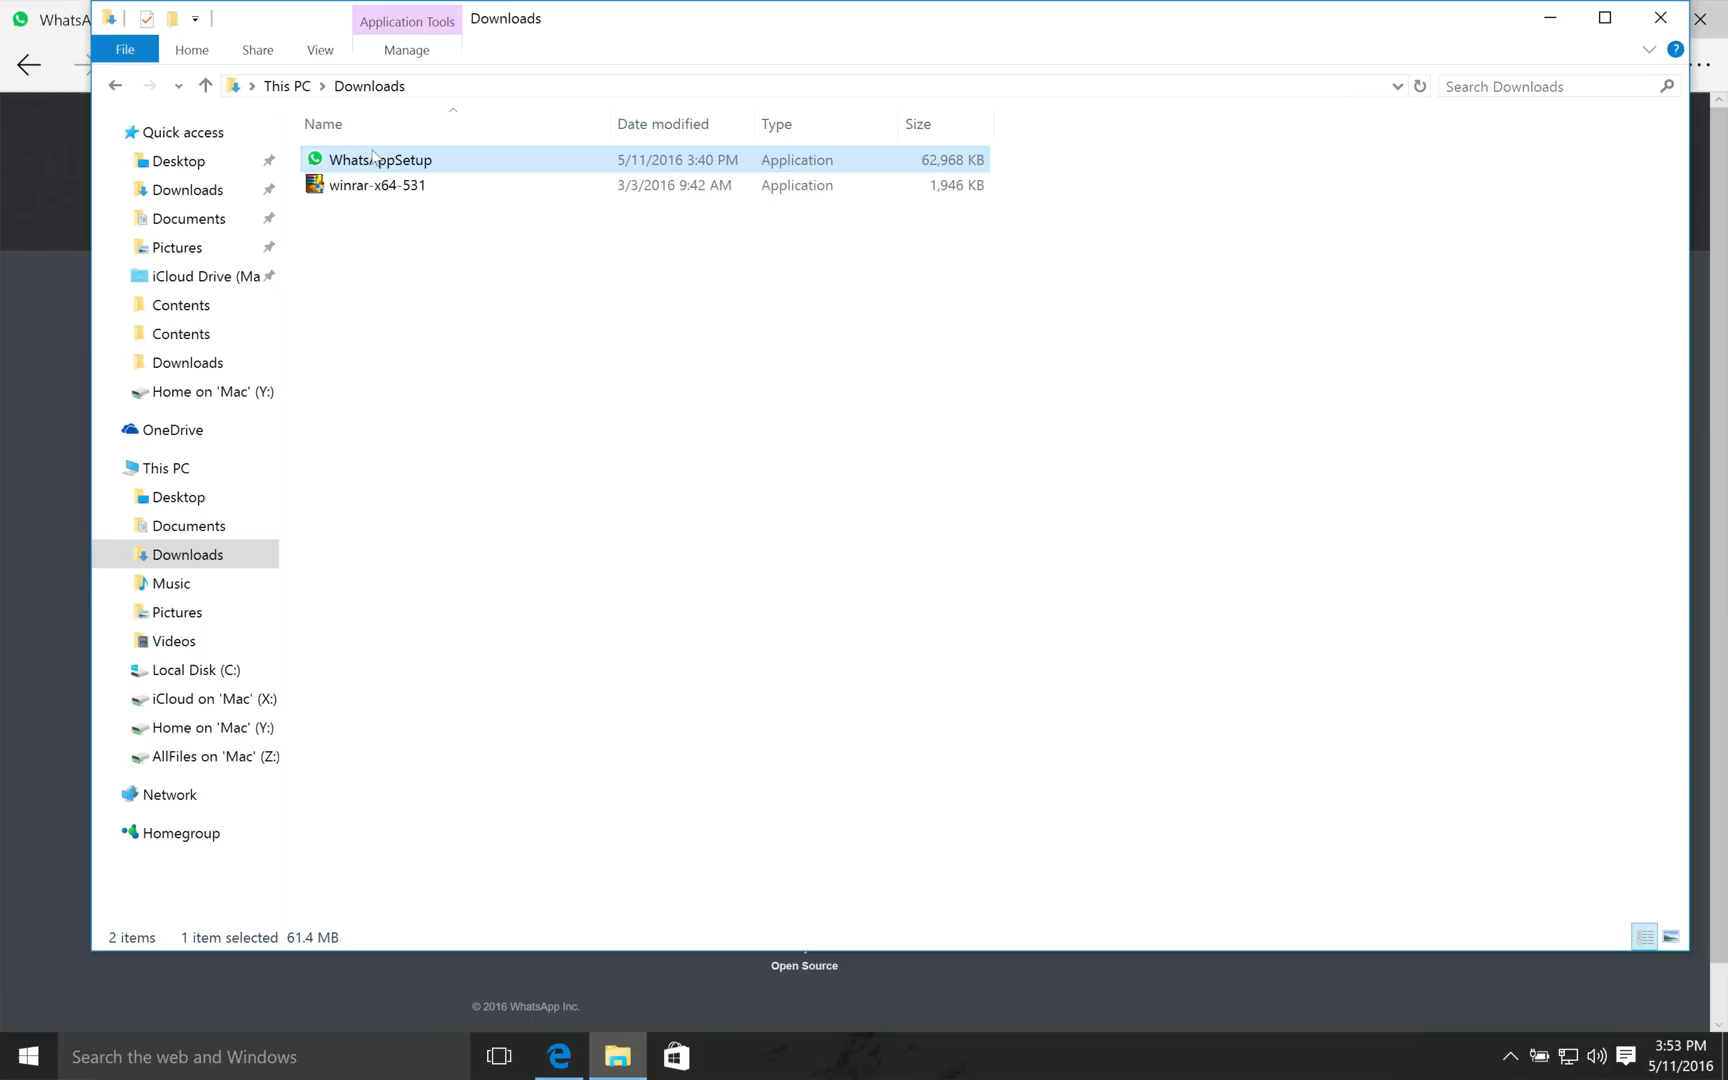 WhatsA
Application Tools
Downloads
File
Home
Share
View
Manage
This PC
Downloads
Search Downloads
Name
Date modified
Type
Size
WhatsAppSetup
5/11/2016 3:40 PM
Application
62,968 KB
winrar-x64-531
3/3/2016 9:42 AM
Application
1,946 KB
Quick access
Desktop
Downloads
Documents
Pictures
iCloud Drive (Ma
Contents
Contents
Downloads
Home on 'Mac' (Y:)
OneDrive
This PC
Desktop
Documents
Downloads
Music
Pictures
Videos
Local Disk (C:)
iCloud on 'Mac' (X:)
Home on 'Mac' (Y:)
AllFiles on 'Mac' (Z:)
Network
Homegroup
2 items
1 item selected 61.4 MB
Open Source
© 2016 WhatsApp Inc.
Search the web and Windows
3:53 PM
5/11/2016